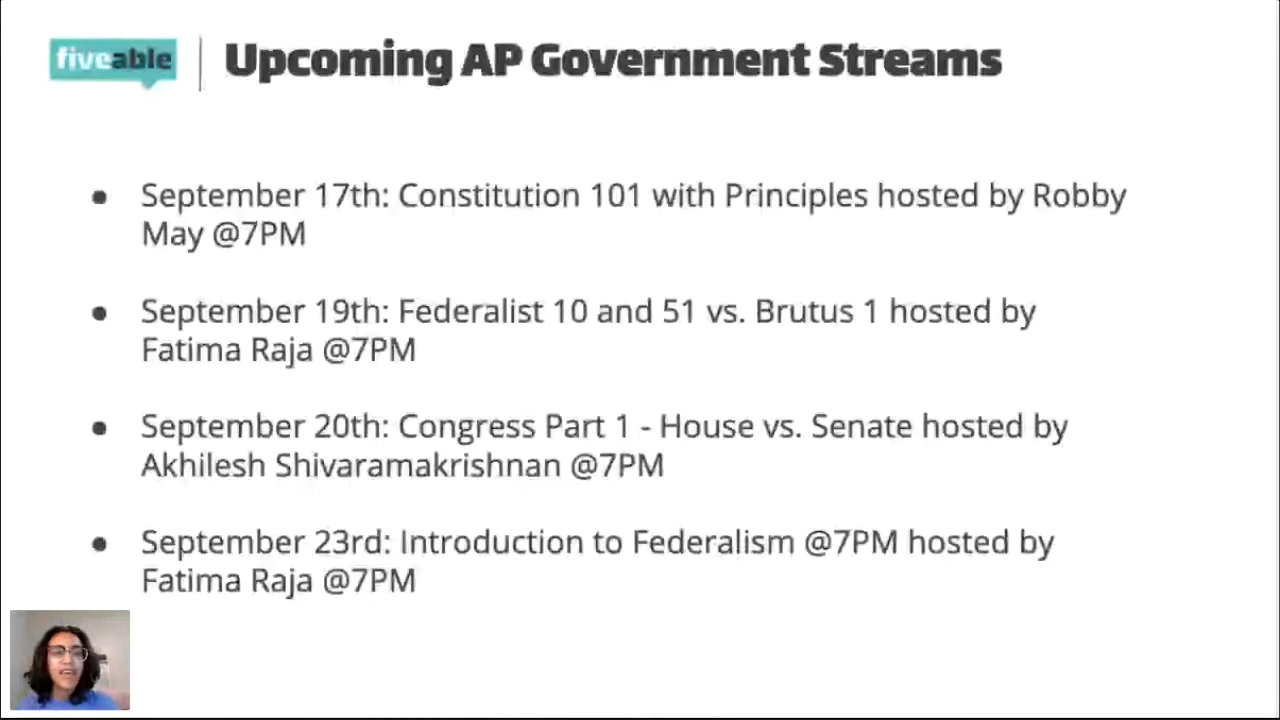 fiveable
Upcoming AP Government Streams
● September 17th: Constitution 101 with Principles hosted by Robby
May @7PM
● September 19th: Federalist 10 and 51 vs. Brutus 1 hosted by
Fatima Raja @7PM
● September 20th: Congress Part 1 - House vs. Senate hosted by
Akhilesh Shivaramakrishnan @7PM
● September 23rd: Introduction to Federalism @7PM hosted by
Fatima Raja @7PM